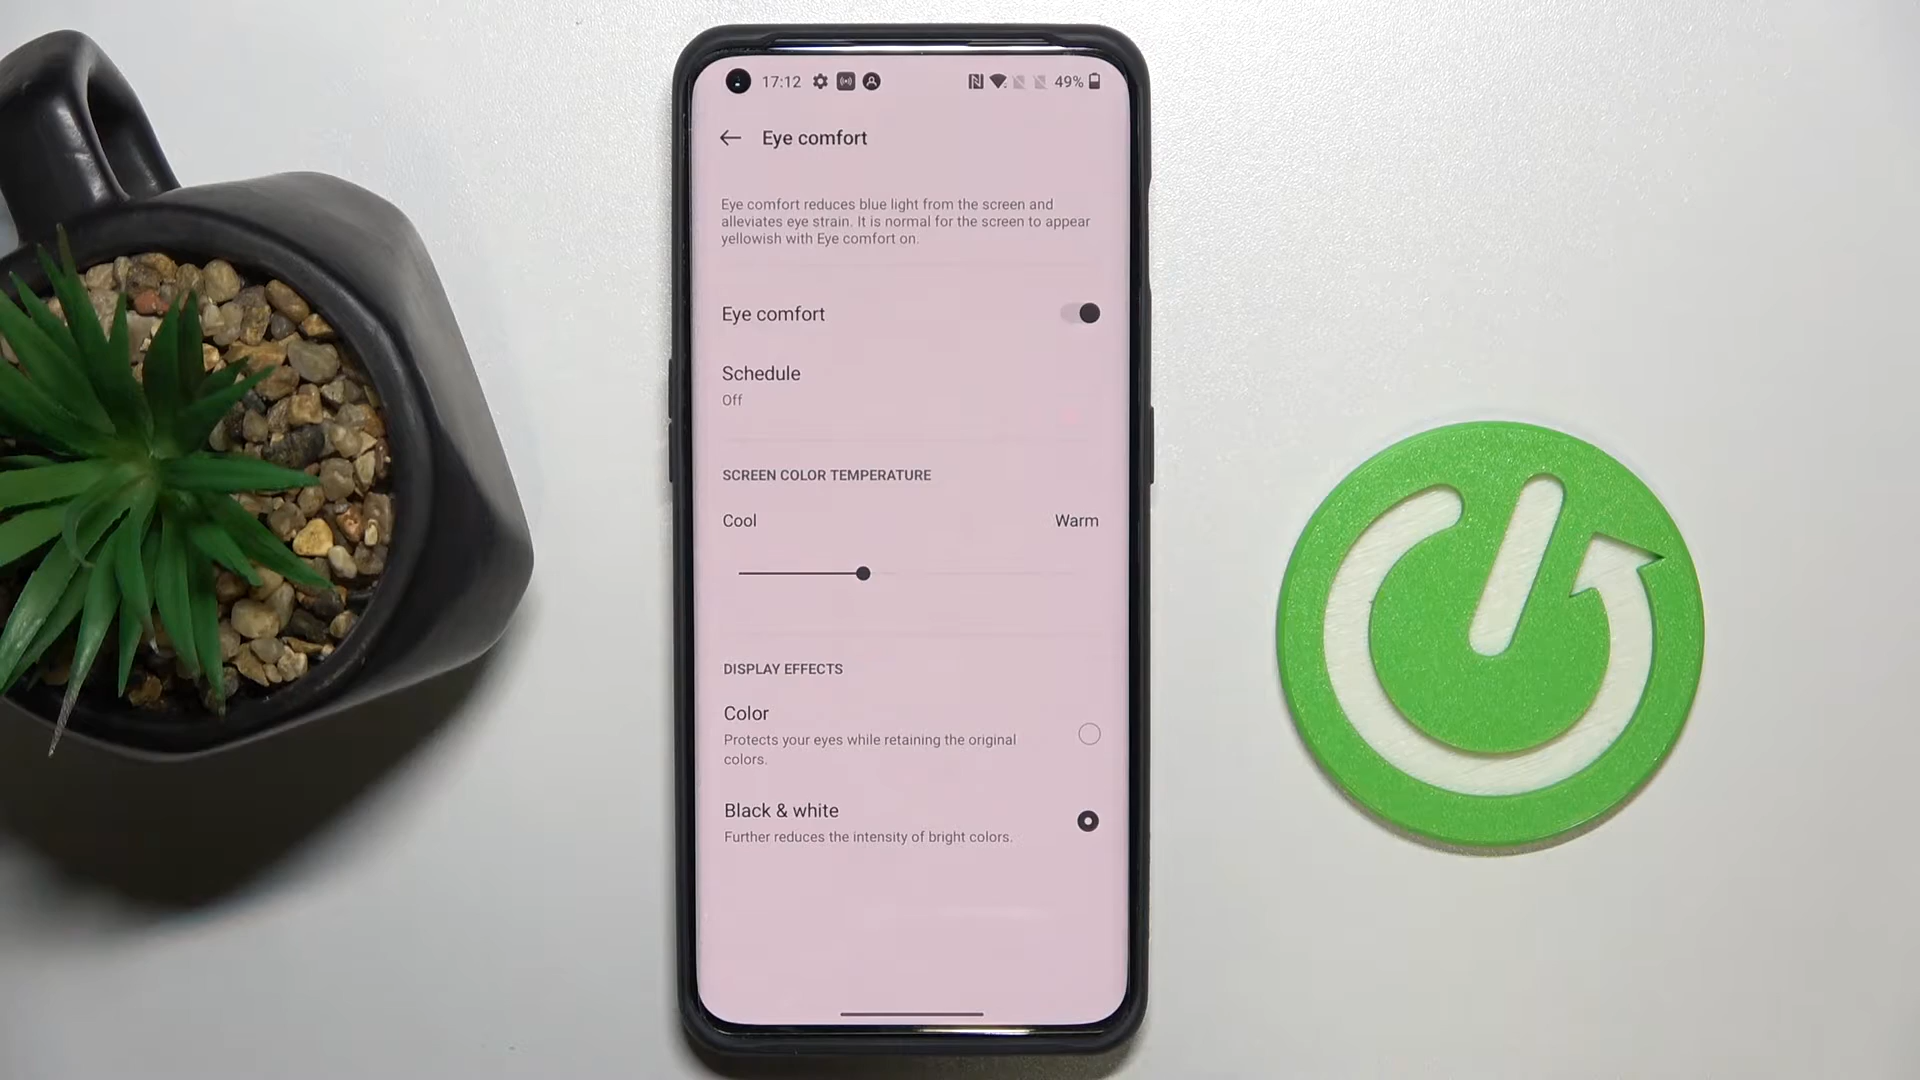 17:12
49%
Eye comfort
Eye comfort reduces blue light from the screen and
alleviates eye strain. It is normal for the screen to appear
yellowish with Eye comfort on.
Eye comfort
Schedule
Off
SCREEN COLOR TEMPERATURE
Cool
Warm
DISPLAY EFFECTS
Color
Protects your eyes while retaining the original
colors.
Black & white
Further reduces the intensity of bright colors.